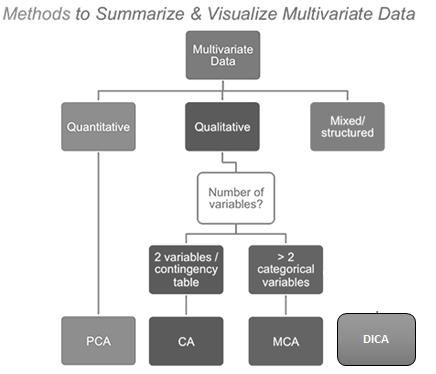 Methods to Summarize & Visualize Multivariate Data
Multivariate
Data
Quantitative
Qualitative
Mixed/
structured
Number of
variables?
2 variables /
contingency
table
> 2
categorical
variables
PCA
CA
MCA
DICA